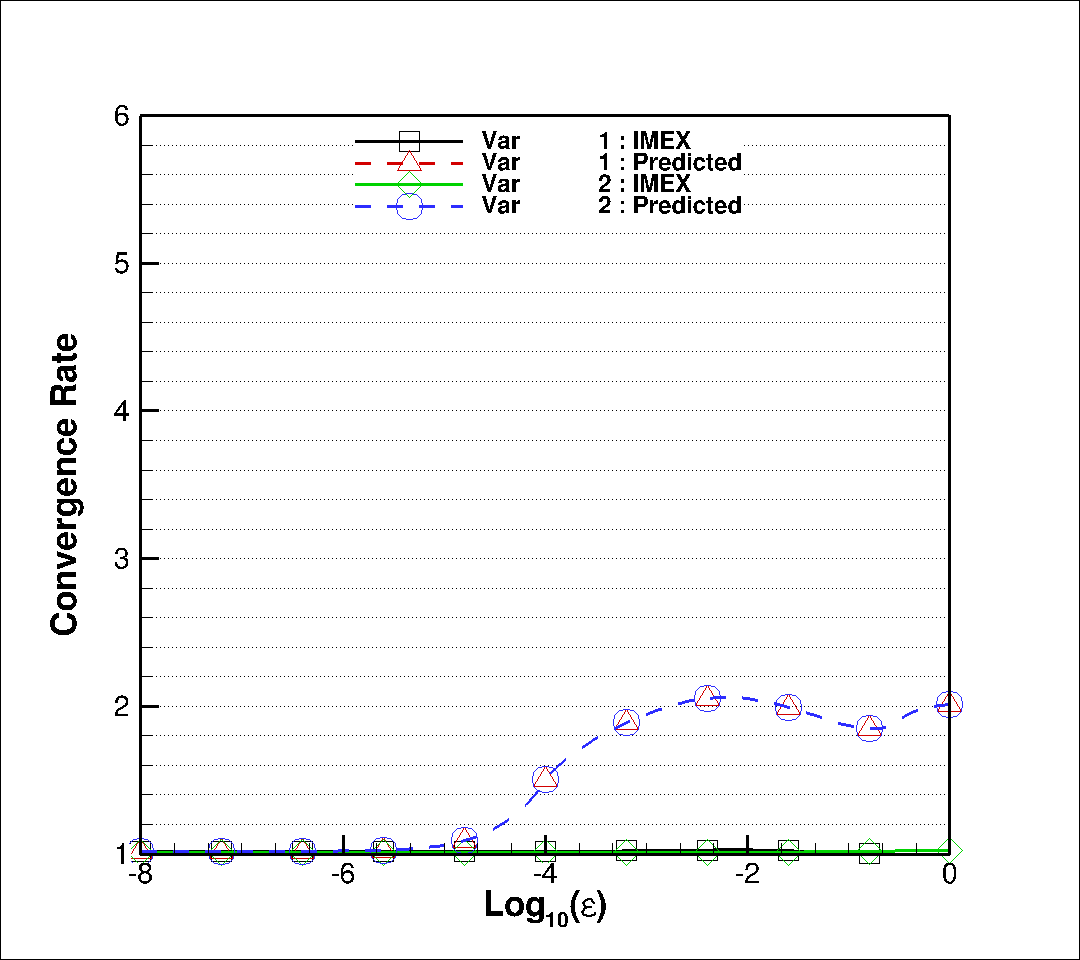 6
Var 1 : IMEX
Var 1 : Predicted
Var 2 : IMEX
Var 2 : Predicted
5
4
3
2
1
Convergence Rate
-8 -6 -4 -2 0
Log10(ε)